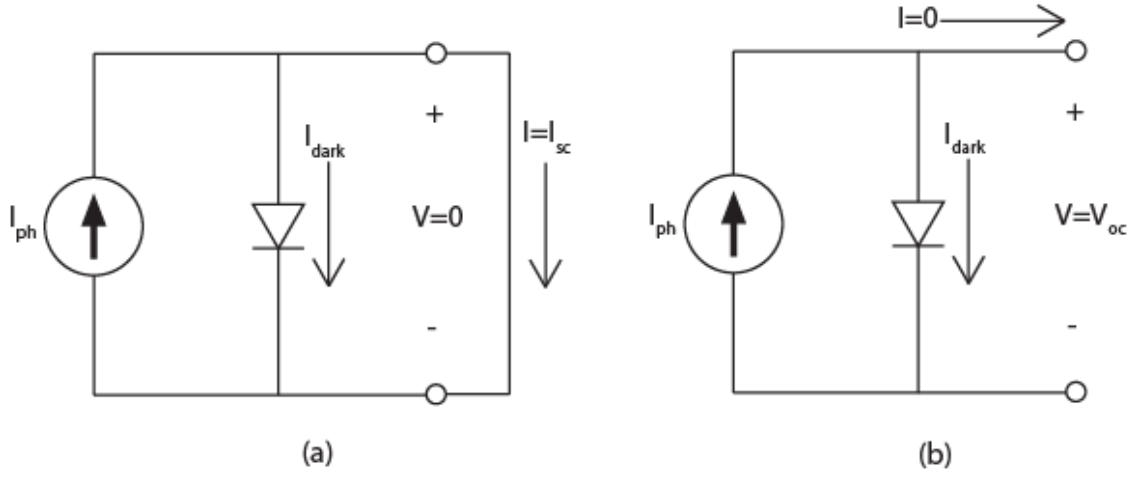 I=0
I_dark
I_ph
+
V=0
-
I=I_sc
(a)
I_dark
I_ph
+
V=V_oc
-
(b)